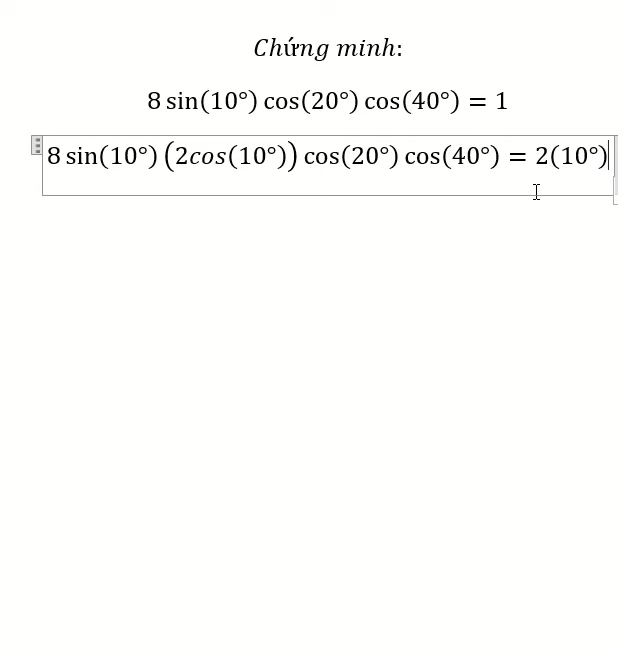 Chứng minh:
8 sin(10°) cos(20°) cos(40°) = 1
8 sin(10°) (2cos(10°)) cos(20°) cos(40°) = 2(10°)